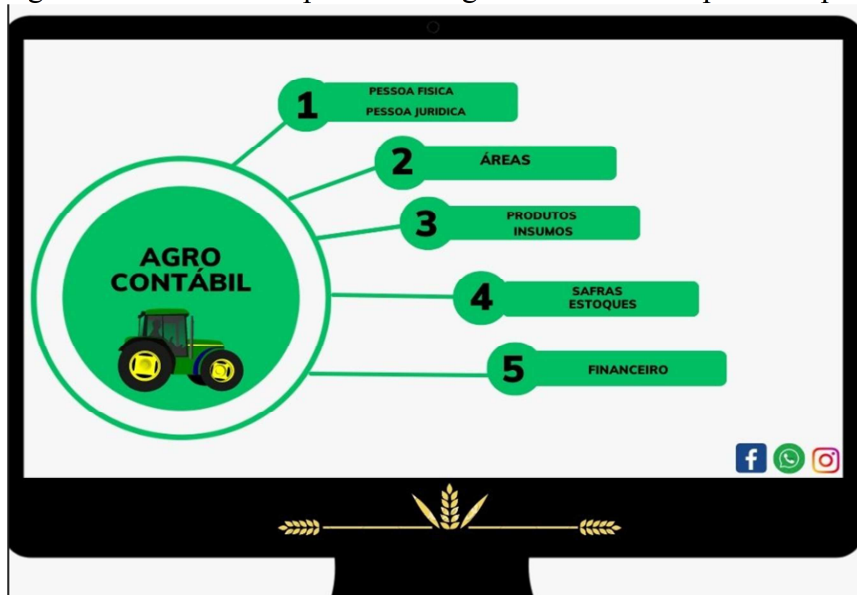 1
PESSOA FISICA
PESSOA JURIDICA
2
ÁREAS
3
PRODUTOS
INSUMOS
AGRO
CONTÁBIL
4
SAFRAS
ESTOQUES
5
FINANCEIRO